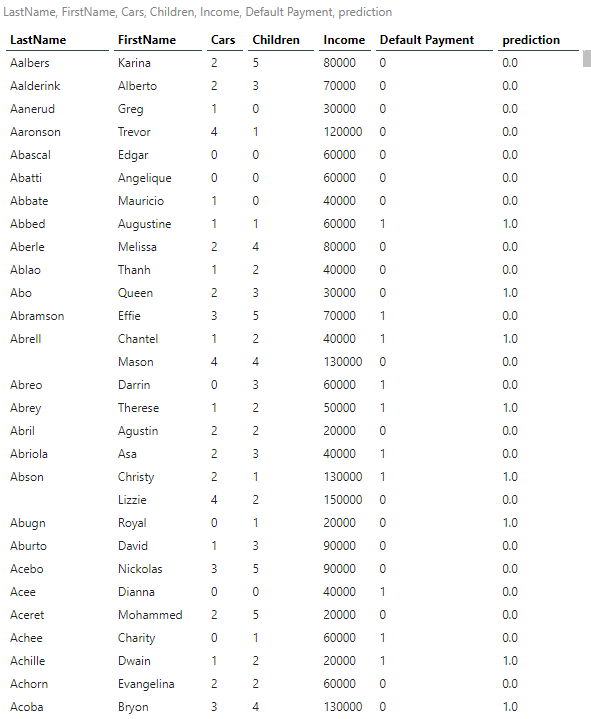 LastName, FirstName, Cars, Children, Income, Default Payment, prediction
LastName FirstName Cars Children Income Default Payment prediction
Aalbers Karina 2 5 80000 0 0.0
Aalderink Alberto 2 3 70000 0 0.0
Aanerud Greg 1 0 30000 0 0.0
Aaronson Trevor 4 1 120000 0 0.0
Abascal Edgar 0 0 60000 0 0.0
Abatti Angelique 0 0 60000 0 0.0
Abbate Mauricio 1 0 40000 0 0.0
Abbed Augustine 1 1 60000 1 1.0
Aberle Melissa 2 4 80000 0 0.0
Ablao Thanh 1 2 40000 0 0.0
Abo Queen 2 3 30000 0 1.0
Abramson Effie 3 5 70000 1 0.0
Abrell Chantel 1 2 40000 1 1.0
Mason 4 4 130000 0 0.0
Abreo Darrin 0 3 60000 1 0.0
Abrey Therese 1 2 50000 1 1.0
Abril Agustin 2 2 20000 0 0.0
Abriola Asa 2 3 40000 1 0.0
Abson Christy 2 1 130000 1 1.0
Lizzie 4 2 150000 0 0.0
Abugn Royal 0 1 20000 0 1.0
Aburto David 1 3 90000 0 0.0
Acebo Nickolas 3 5 90000 0 0.0
Acee Dianna 0 0 40000 1 0.0
Aceret Mohammed 2 5 20000 0 0.0
Achee Charity 0 1 60000 1 0.0
Achille Dwain 1 2 20000 1 1.0
Achorn Evangelina 2 2 60000 0 0.0
Acoba Bryon 3 4 130000 0 1.0